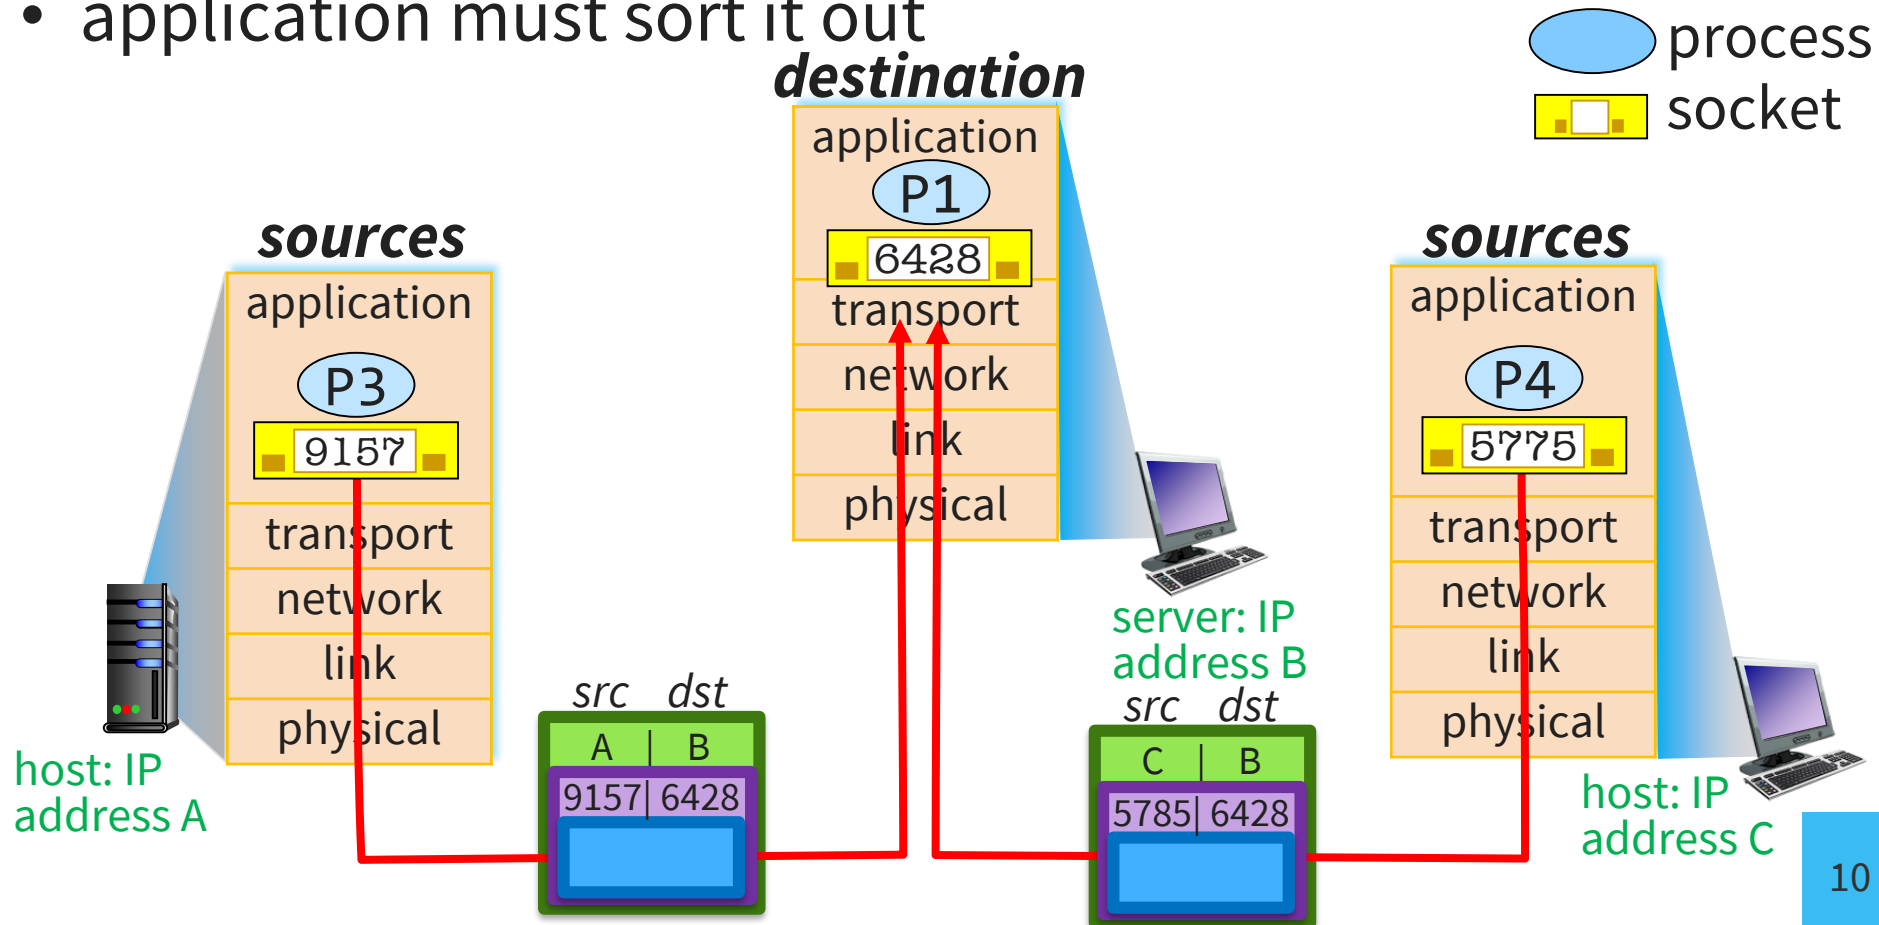 • application must sort it out
process
socket
destination
application
P1
6428
transport
network
link
physical
server: IP
address B
sources
application
P3
9157
transport
network
link
physical
host: IP
address A
src dst
A | B
9157| 6428
sources
application
P4
5775
transport
network
link
physical
host: IP
address C
src dst
C | B
5785| 6428
10